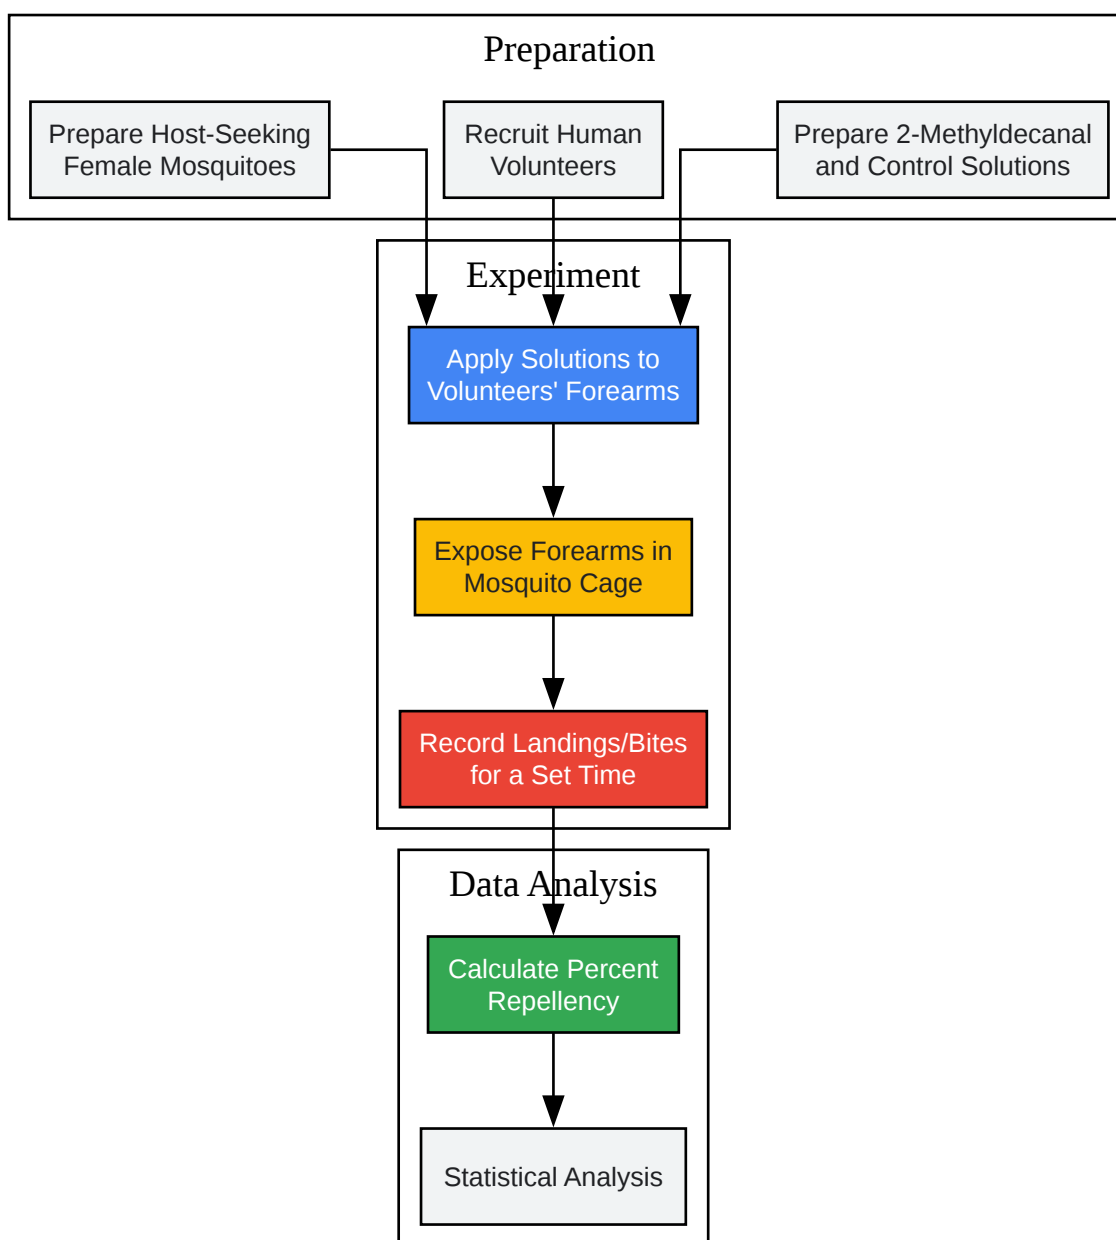 Preparation
Prepare Host-Seeking
Female Mosquitoes
Recruit Human
Volunteers
Prepare 2-Methyldecanal
and Control Solutions
Experiment
Apply Solutions to
Volunteers' Forearms
Expose Forearms in
Mosquito Cage
Record Landings/Bites
for a Set Time
Data Analysis
Calculate Percent
Repellency
Statistical Analysis